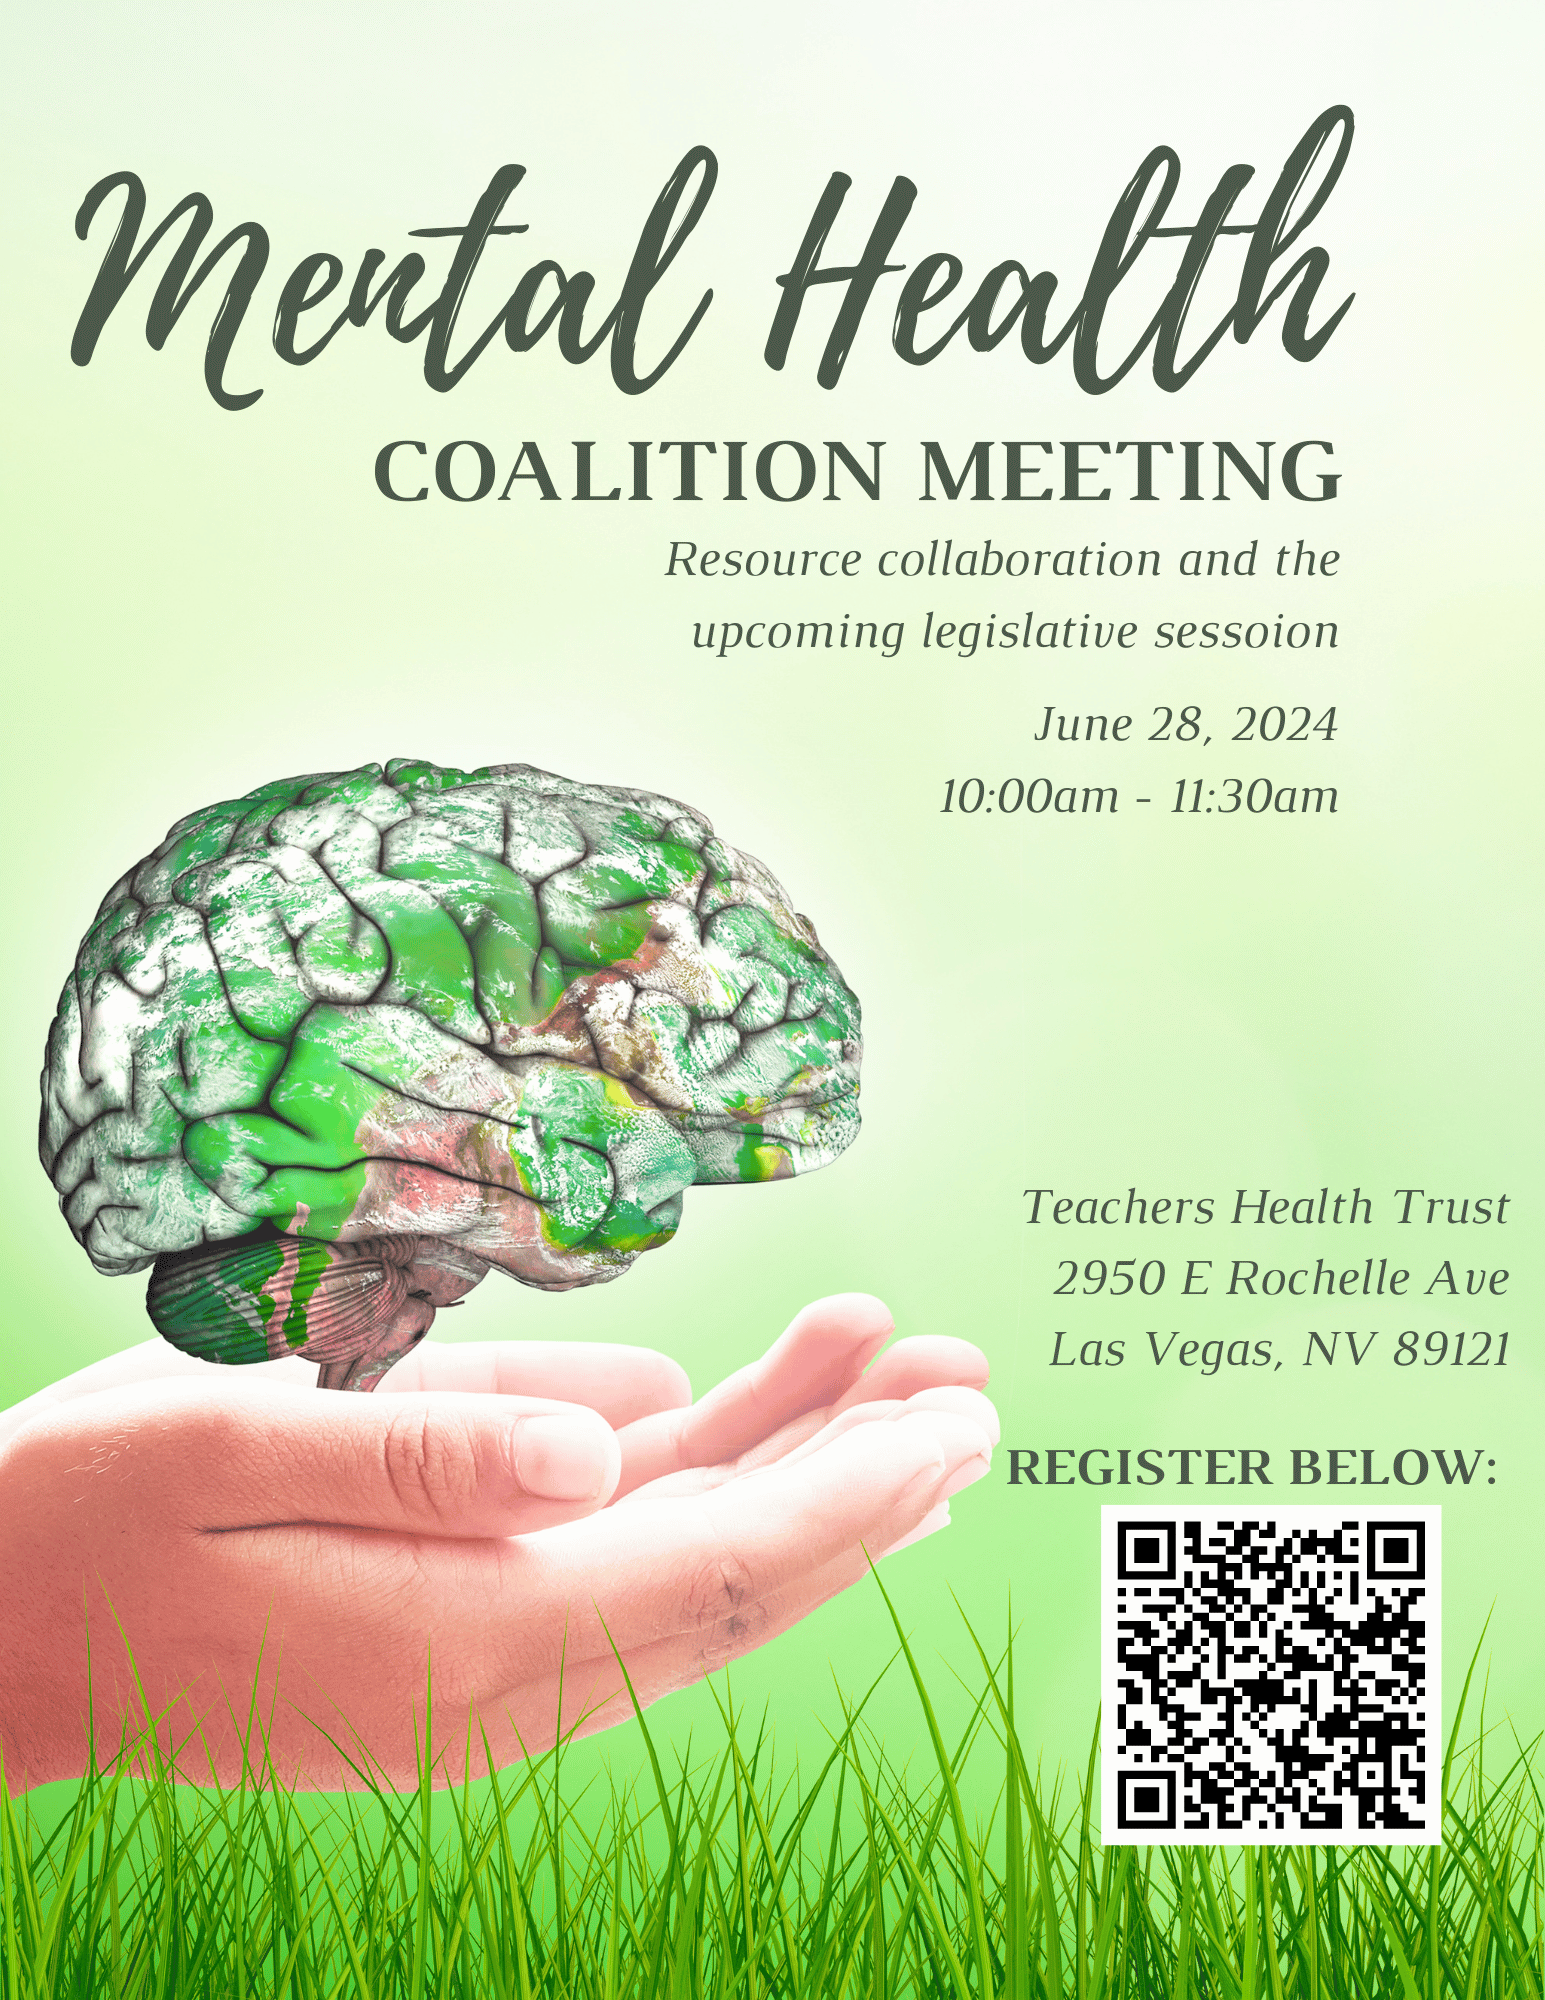 Mental Health
COALITION MEETING
Resource collaboration and the
upcoming legislative sessoion
June 28, 2024
10:00am - 11:30am
Teachers Health Trust
2950 E Rochelle Ave
Las Vegas, NV 89121
REGISTER BELOW: